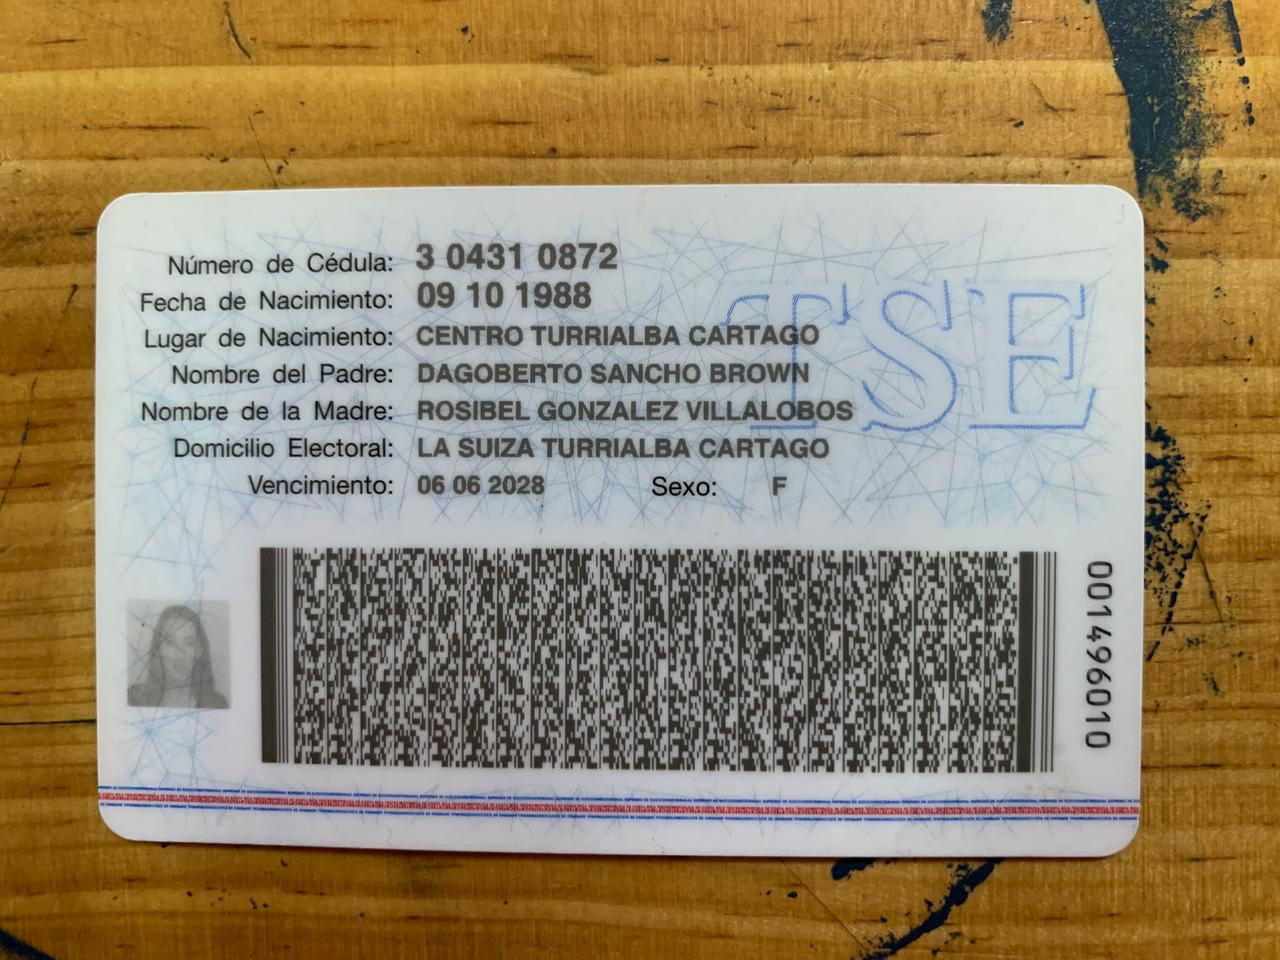 Número de Cédula: 3 0431 0872
Fecha de Nacimiento: 09 10 1988
Lugar de Nacimiento: CENTRO TURRIALBA CARTAGO
Nombre del Padre: DAGOBERTO SANCHO BROWN
Nombre de la Madre: ROSIBEL GONZALEZ VILLALOBOS
Domicilio Electoral: LA SUIZA TURRIALBA CARTAGO
Vencimiento: 06 06 2028 Sexo: F
TSE
001496010